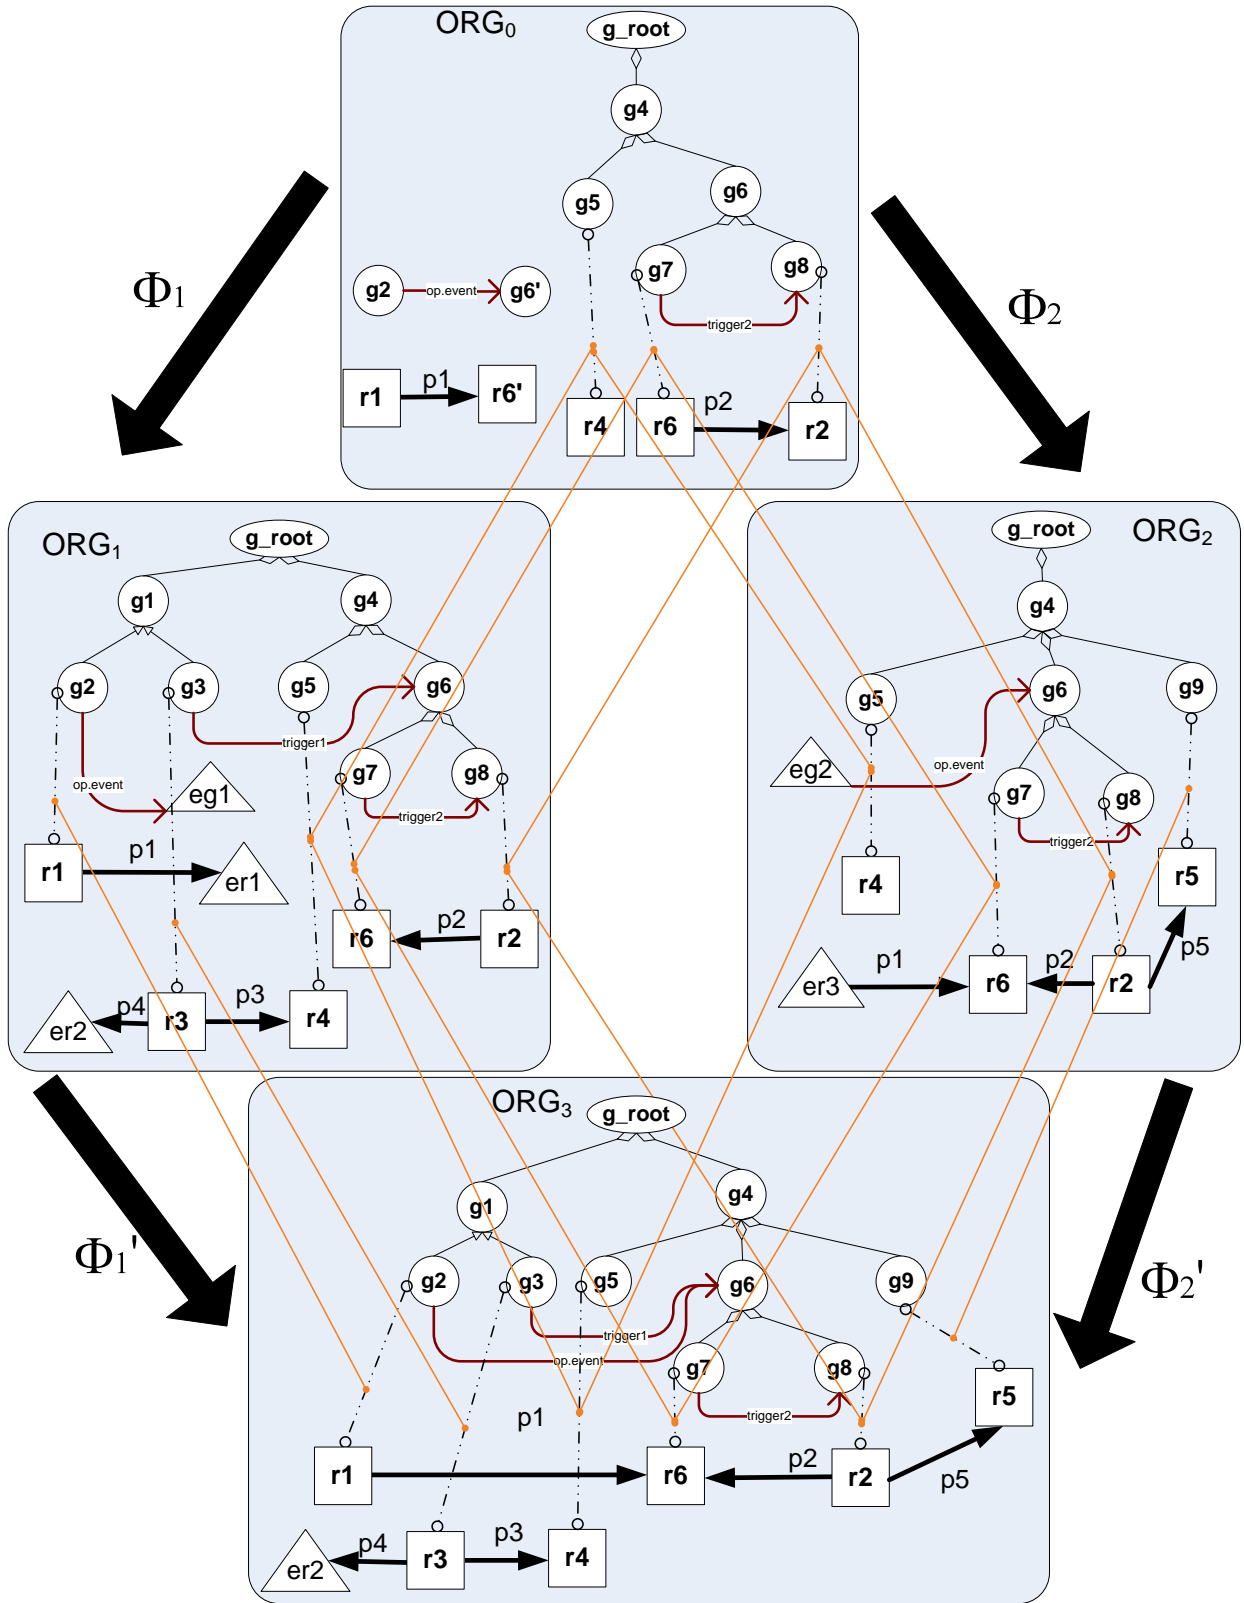 ORG0
g_root
g4
g5
g6
g7
g8
g2
op.event
g6'
trigger2
r1
p1
r6'
r4
r6
p2
r2
Φ1
Φ2
ORG1
g_root
g1
g4
g2
g3
g5
g6
trigger1
g7
g8
op.event
eg1
trigger2
r1
p1
er1
r6
p2
r2
er2
p4
r3
p3
r4
ORG2
g_root
g4
g5
g6
g9
eg2
op.event
g7
g8
trigger2
r4
r5
er3
p1
r6
p2
r2
p5
Φ1'
Φ2'
ORG3
g_root
g1
g4
g2
g3
g5
g6
g9
trigger1
op.event
g7
g8
trigger2
r5
p1
r1
r6
p2
r2
p5
er2
p4
r3
p3
r4